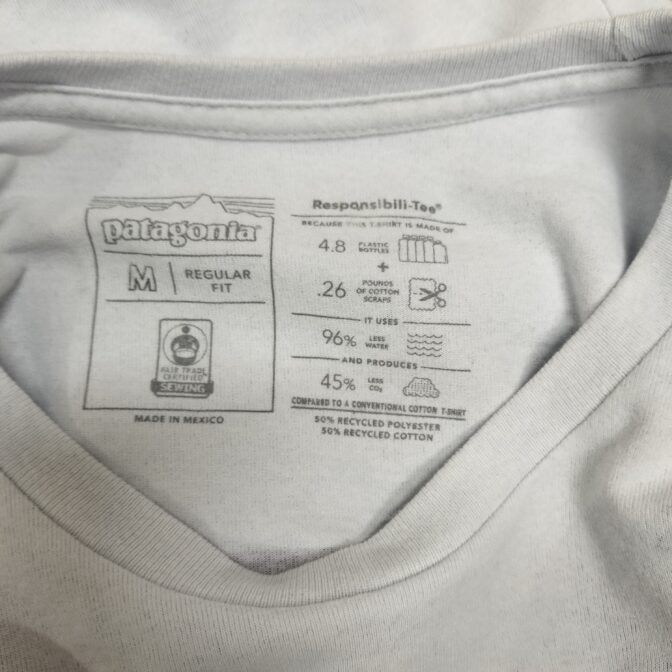 patagonia®
M | REGULAR
FIT
FAIR TRADE
CERTIFIED™
SEWING
MADE IN MEXICO
Responsibili-Tee®
BECAUSE THIS T-SHIRT IS MADE OF
4.8 PLASTIC
BOTTLES
+
.26 POUNDS
OF COTTON
SCRAPS
IT USES
96% LESS
WATER
AND PRODUCES
45% LESS
CO₂
COMPARED TO A CONVENTIONAL COTTON T-SHIRT
50% RECYCLED POLYESTER
50% RECYCLED COTTON